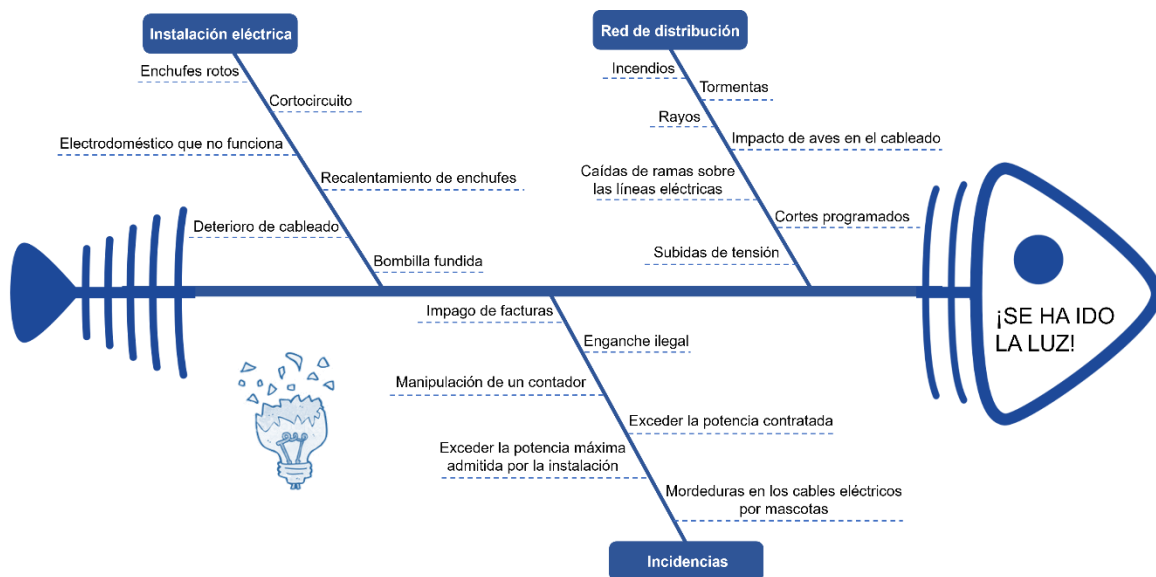 Instalación eléctrica
Enchufes rotos
Cortocircuito
Electrodoméstico que no funciona
Recalentamiento de enchufes
Deterioro de cableado
Bombilla fundida
Red de distribución
Incendios
Tormentas
Rayos
Impacto de aves en el cableado
Caídas de ramas sobre
las líneas eléctricas
Cortes programados
Subidas de tensión
¡SE HA IDO
LA LUZ!
Impago de facturas
Enganche ilegal
Manipulación de un contador
Exceder la potencia contratada
Exceder la potencia máxima
admitida por la instalación
Mordeduras en los cables eléctricos
por mascotas
Incidencias